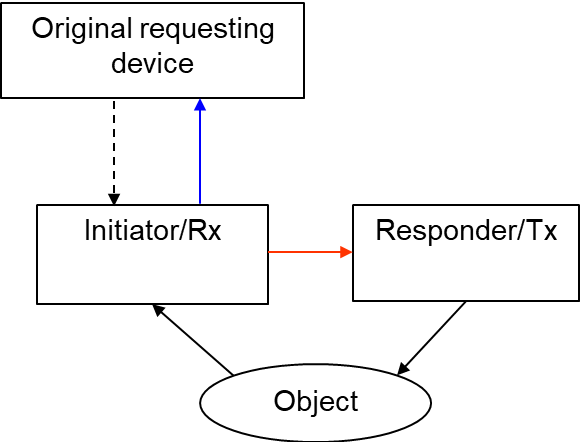 Original requesting
device
Initiator/Rx
Responder/Tx
Object